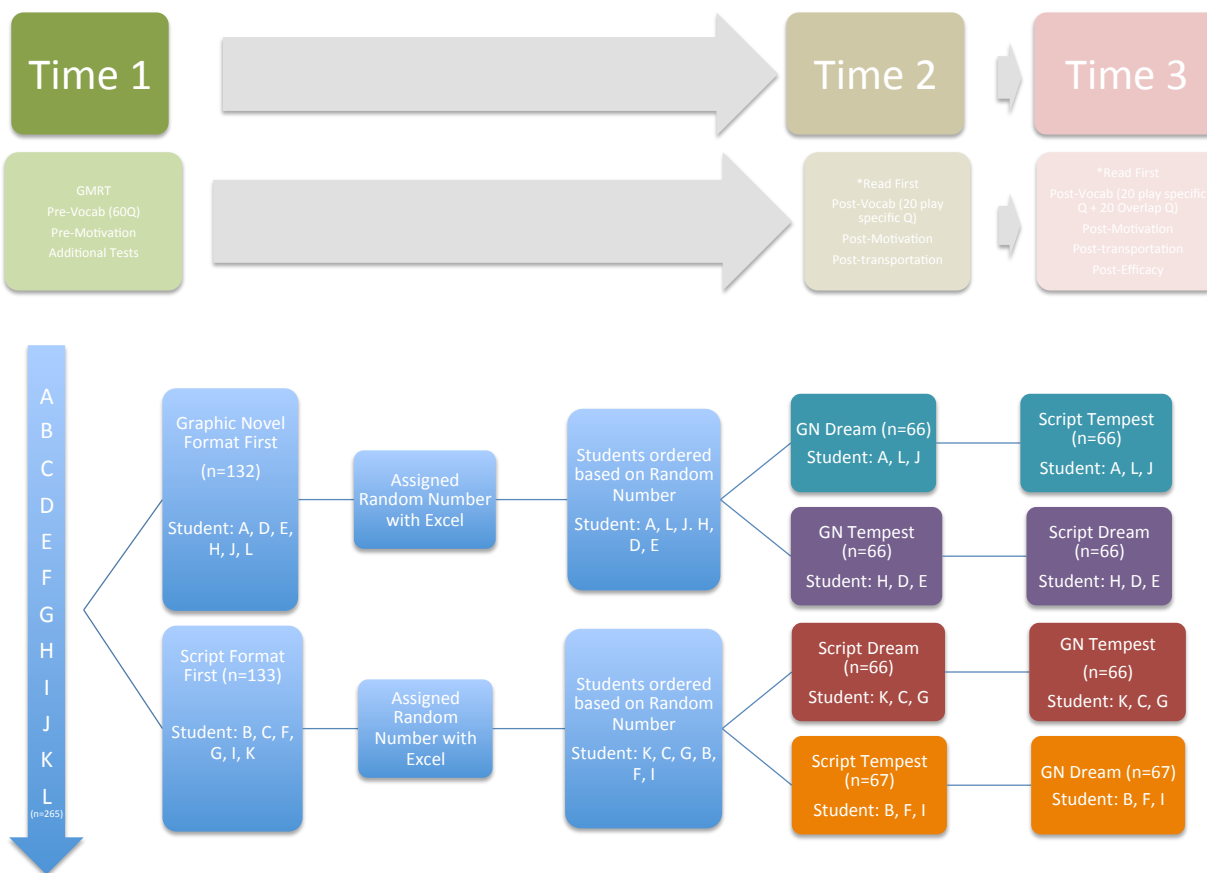 Time 1
Time 2
Time 3
GMRT
Pre-Vocab (60Q)
Pre-Motivation
Additional Tests
*Read First
Post-Vocab (20 play
specific Q)
Post-Motivation
Post-transportation
*Read First
Post-Vocab (20 play specific
Q + 20 Overlap Q)
Post-Motivation
Post-transportation
Post-Efficacy
A
B
C
D
E
F
G
H
I
J
K
L
(n=265)
Graphic Novel
Format First
(n=132)
Student: A, D, E,
H, J, L
Assigned
Random Number
with Excel
Students ordered
based on Random
Number
Student: A, L, J. H,
D, E
GN Dream (n=66)
Student: A, L, J
Script Tempest
(n=66)
Student: A, L, J
GN Tempest
(n=66)
Student: H, D, E
Script Dream
(n=66)
Student: H, D, E
Script Format
First (n=133)
Student: B, C, F,
G, I, K
Assigned
Random
Number with
Excel
Students ordered
based on Random
Number
Student: K, C, G, B,
F, I
Script Dream
(n=66)
Student: K, C, G
GN Tempest
(n=66)
Student: K, C, G
Script Tempest
(n=67)
Student: B, F, I
GN Dream (n=67)
Student: B, F, I